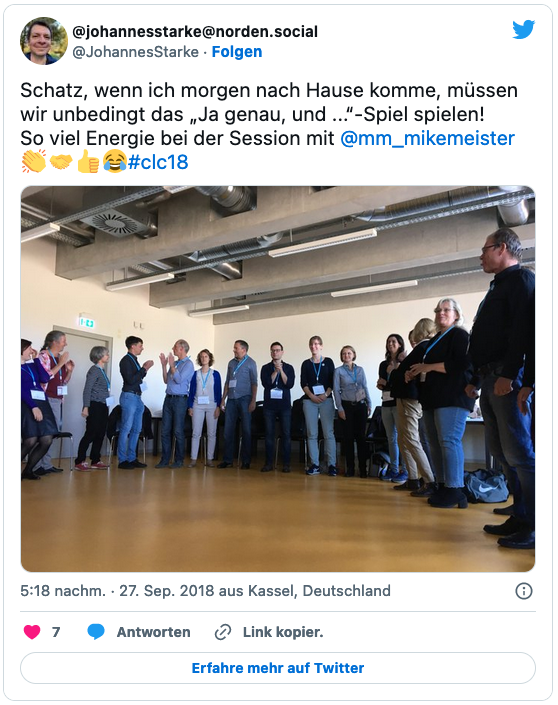 @johannesstarke@norden.social
@JohannesStarke · Folgen
Schatz, wenn ich morgen nach Hause komme, müssen
wir unbedingt das „Ja genau, und ...“-Spiel spielen!
So viel Energie bei der Session mit @mm_mikemeister
👏🤝👍😂#clc18
5:18 nachm. · 27. Sep. 2018 aus Kassel, Deutschland
7 Antworten Link kopier.
Erfahre mehr auf Twitter